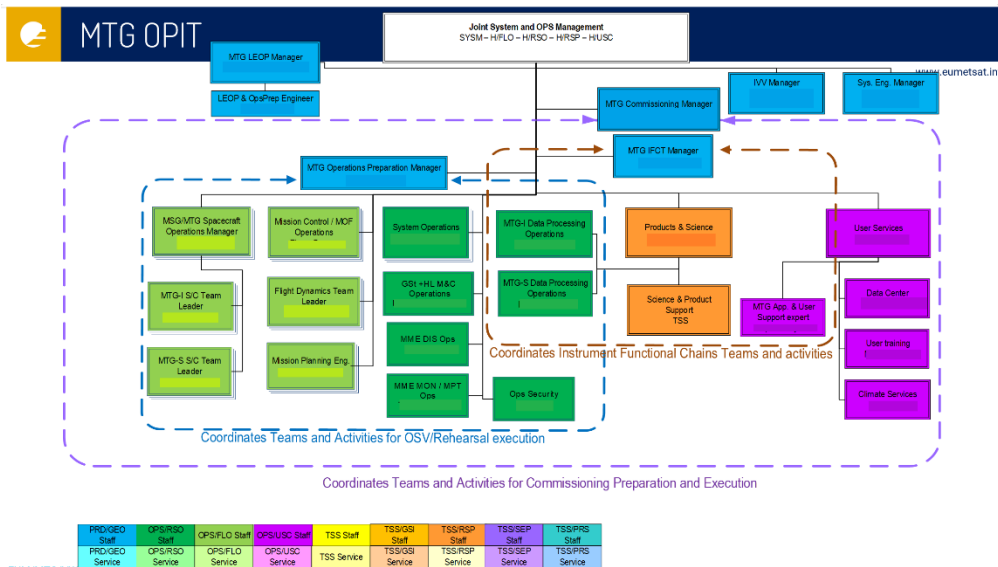 MTG OPIT
Joint System and OPS Management
SYSM – H/FLO – H/RSO – H/RSP – H/USC
www.eumetsat.in
MTG LEOP Manager
LEOP & OpsPrep Engineer
IVV Manager
Sys. Eng. Manager
MTG Commissioning Manager
MTG IFCT Manager
MTG Operations Preparation Manager
MSG/MTG Spacecraft
Operations Manager
Mission Control / MOF
Operations
System Operations
MTG-I Data Processing
Operations
Products & Science
User Services
MTG-I S/C Team
Leader
Flight Dynamics Team
Leader
GSt +HL M&C
Operations
MTG-S Data Processing
Operations
Science & Product
Support
TSS
MTG App. & User
Support expert
Data Center
MTG-S S/C Team
Leader
Mission Planning Eng.
MME DIS Ops
User training
MME MON / MPT
Ops
Ops Security
Climate Services
Coordinates Instrument Functional Chains Teams and activities
Coordinates Teams and Activities for OSV/Rehearsal execution
Coordinates Teams and Activities for Commissioning Preparation and Execution
PRD/GEO
Staff
OPS/RSO
Staff
OPS/FLO Staff
OPS/USC Staff
TSS Staff
TSS/GSI
Staff
TSS/RSP
Staff
TSS/SEP
Staff
TSS/PRS
Staff
PRD/GEO
Service
OPS/RSO
Service
OPS/FLO
Service
OPS/USC
Service
TSS Service
TSS/GSI
Service
TSS/RSP
Service
TSS/SEP
Service
TSS/PRS
Service